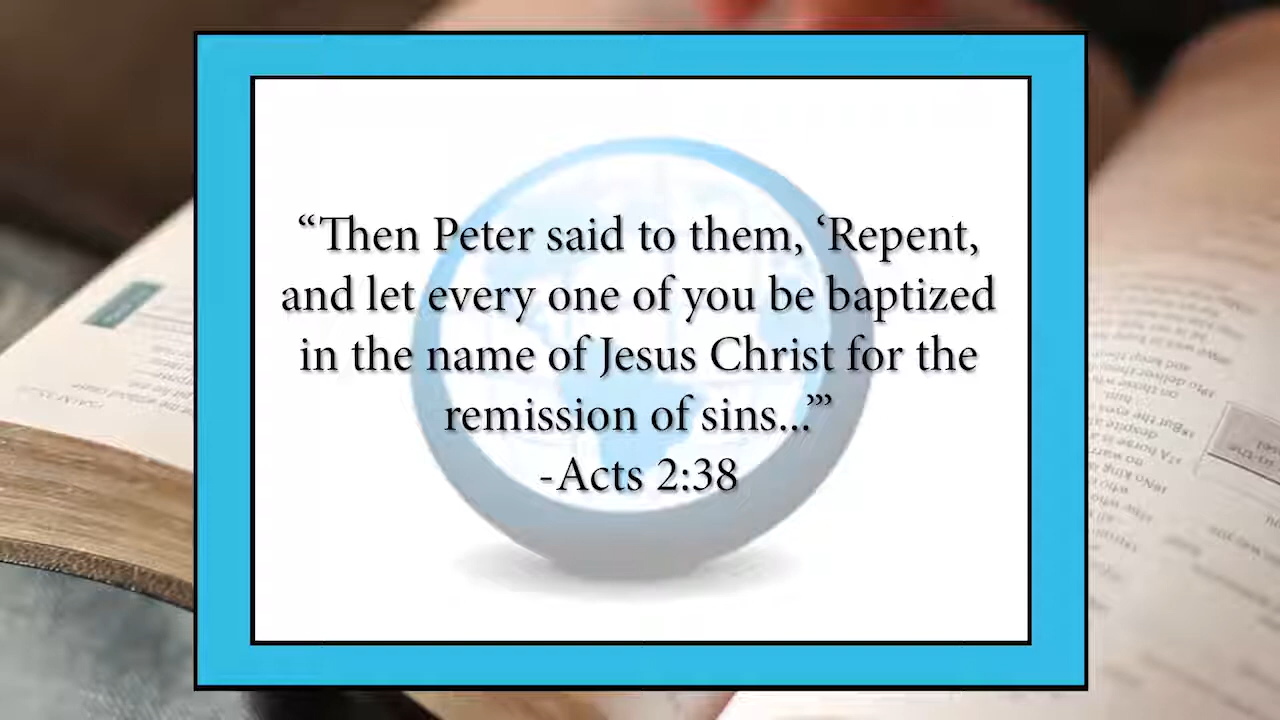 “Then Peter said to them, ‘Repent,
and let every one of you be baptized
in the name of Jesus Christ for the
remission of sins...’”
-Acts 2:38